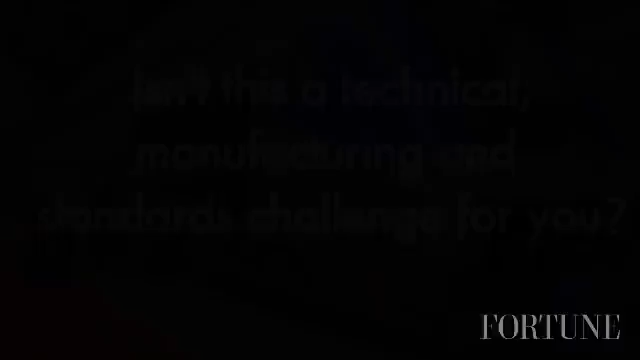 Isn't this a technical,
manufacturing and
standards challenge for you?
FORTUNE